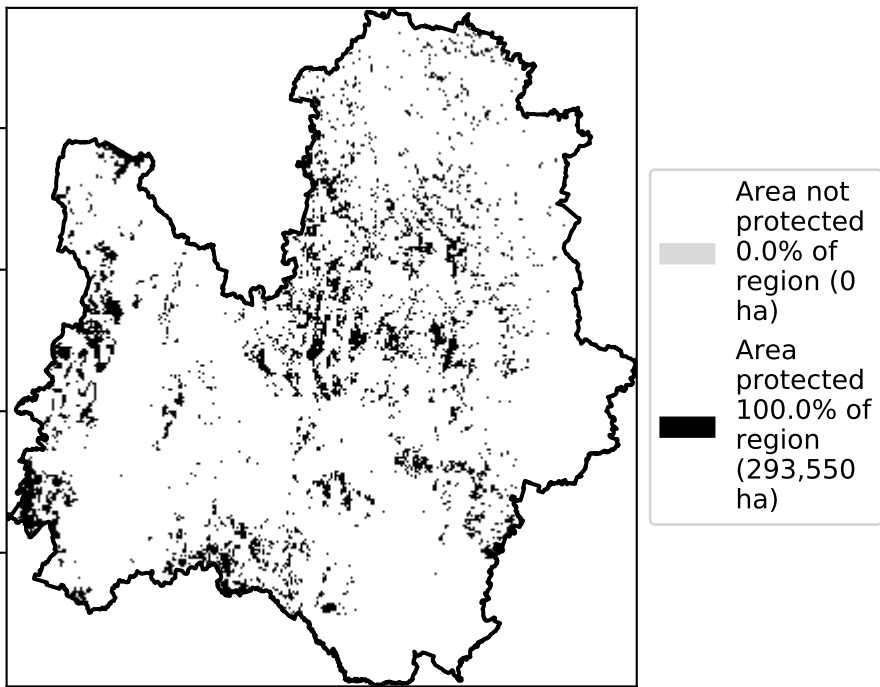 Area not
protected
0.0% of
region (0
ha)
Area
protected
100.0% of
region
(293,550
ha)